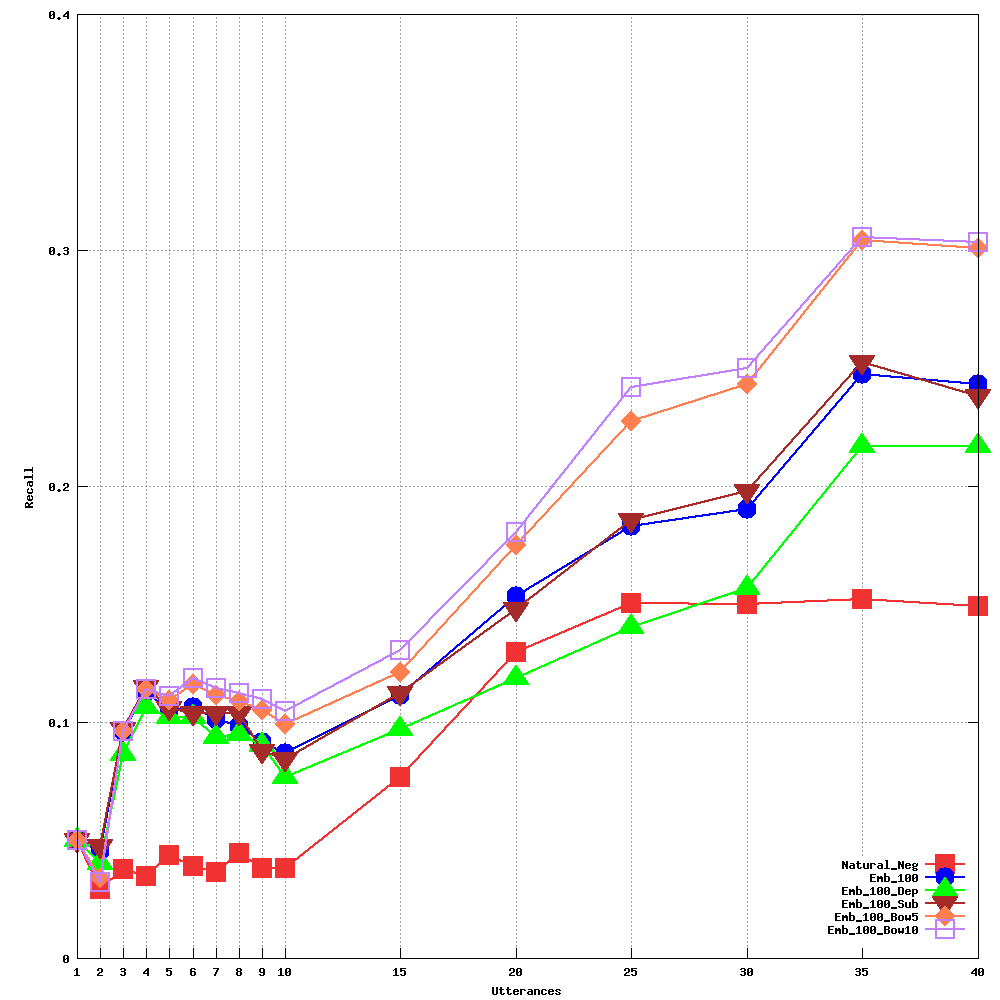 0.4
0.3
0.2
0.1
0
Recall
1 2 3 4 5 6 7 8 9 10 15 20 25 30 35 40
Utterances
Natural_Neg
Emb_100
Emb_100_Dep
Emb_100_Sub
Emb_100_Bow5
Emb_100_Bow10